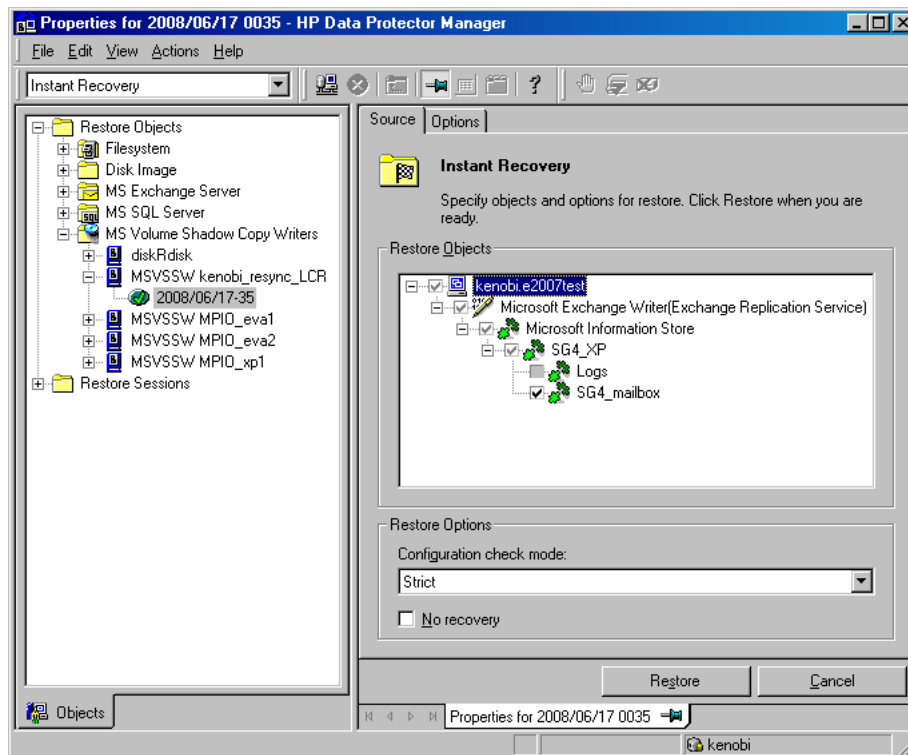 Properties for 2008/06/17 0035 - HP Data Protector Manager
File Edit View Actions Help
Instant Recovery
Restore Objects
Filesystem
Disk Image
MS Exchange Server
MS SQL Server
MS Volume Shadow Copy Writers
diskRdisk
MSVSSW kenobi_resync_LCR
2008/06/17-35
MSVSSW MPIO_eva1
MSVSSW MPIO_eva2
MSVSSW MPIO_xp1
Restore Sessions
Objects
Source Options
Instant Recovery
Specify objects and options for restore. Click Restore when you are
ready.
Restore Objects
kenobi.e2007test
Microsoft Exchange Writer(Exchange Replication Service)
Microsoft Information Store
SG4_XP
Logs
SG4_mailbox
Restore Options
Configuration check mode:
Strict
No recovery
Restore Cancel
Properties for 2008/06/17 0035
kenobi